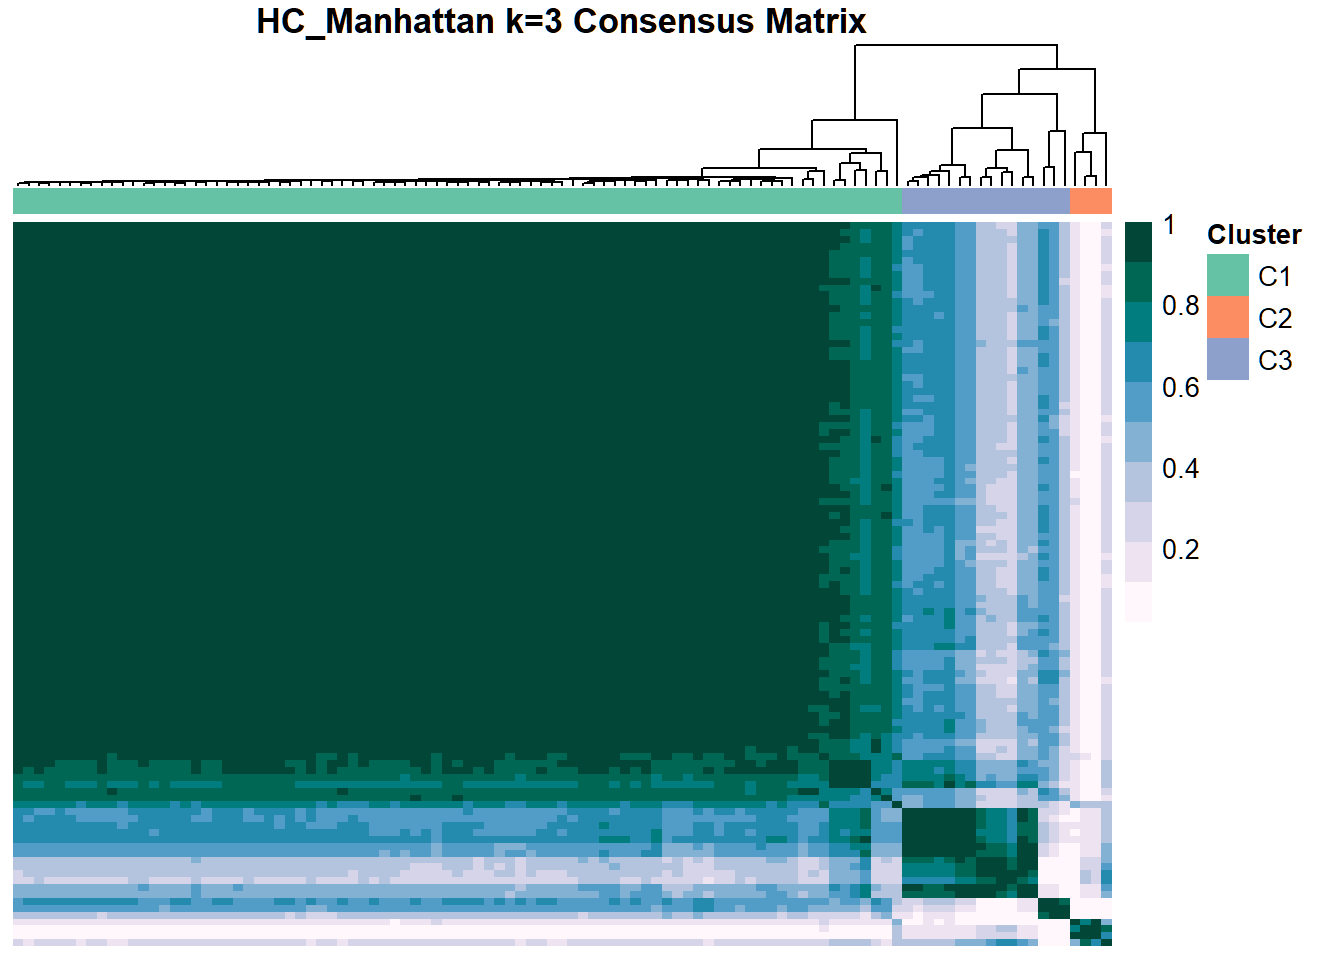 HC_Manhattan k=3 Consensus Matrix
1
0.8
0.6
0.4
0.2
Cluster
C1
C2
C3